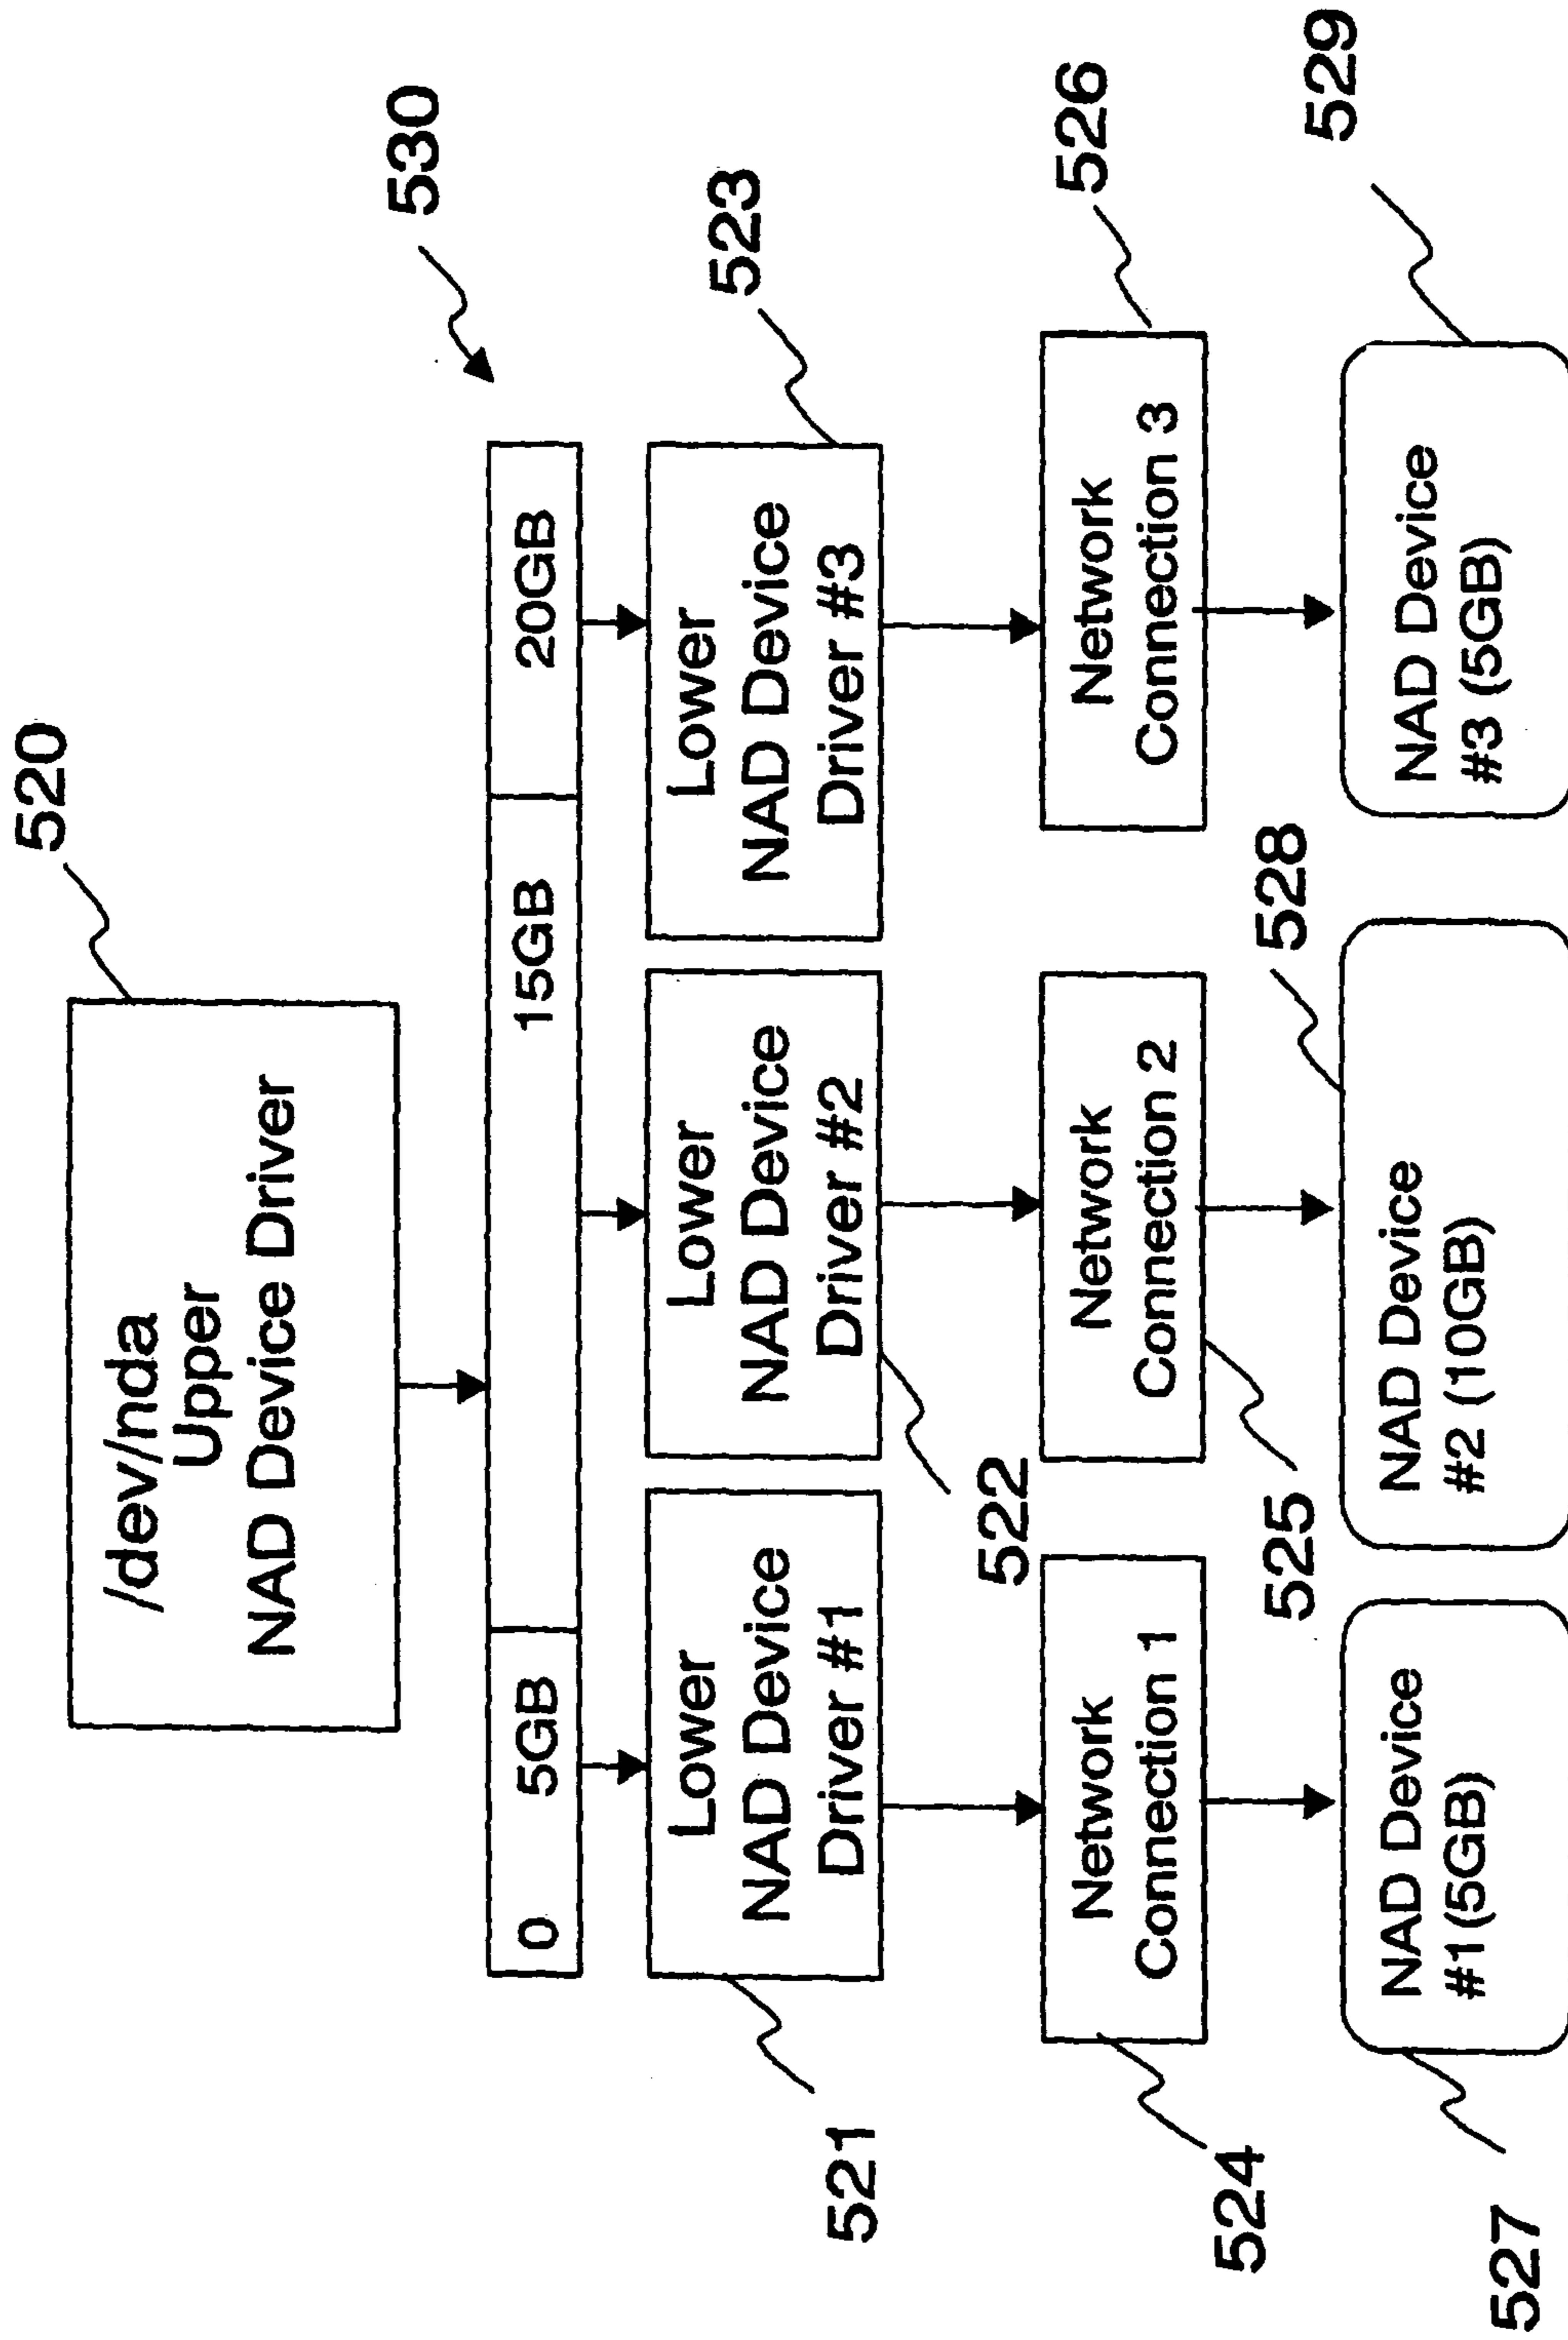 520
/dev/nda
Upper
NAD Device Driver
530
0
5GB
15GB
20GB
Lower
NAD Device
Driver #1
521
Lower
NAD Device
Driver #2
522
Lower
NAD Device
Driver #3
523
Network
Connection 1
524
Network
Connection 2
525
Network
Connection 3
526
NAD Device
#1 (5GB)
527
NAD Device
#2 (10GB)
528
NAD Device
#3 (5GB)
529